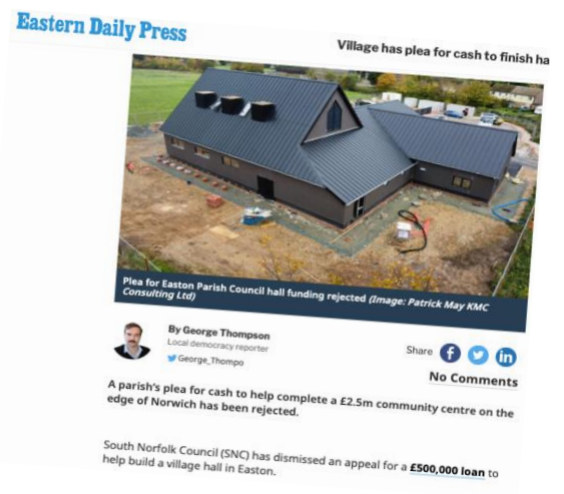 Eastern Daily Press
Village has plea for cash to finish ha
Plea for Easton Parish Council hall funding rejected (Image: Patrick May KMC
Consulting Ltd)
By George Thompson
Local democracy reporter
George_Thompo
Share
No Comments
A parish's plea for cash to help complete a £2.5m community centre on the
edge of Norwich has been rejected.
South Norfolk Council (SNC) has dismissed an appeal for a £500,000 loan to
help build a village hall in Easton.